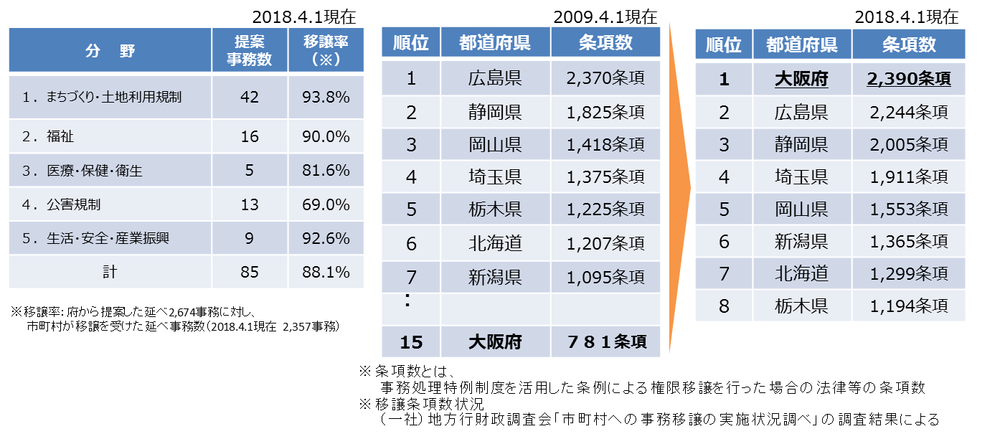 2018.4.1現在
分　野 提案事務数 移譲率（※）
１．まちづくり・土地利用規制 42 93.8%
２．福祉 16 90.0%
３．医療・保健・衛生 5 81.6%
４．公害規制 13 69.0%
５．生活・安全・産業振興 9 92.6%
計 85 88.1%
※移譲率：府から提案した延べ2,674事務に対し、
市町村が移譲を受けた延べ事務数（2018.4.1現在 2,357事務）
2009.4.1現在
順位 都道府県 条項数
1 広島県 2,370条項
2 静岡県 1,825条項
3 岡山県 1,418条項
4 埼玉県 1,375条項
5 栃木県 1,225条項
6 北海道 1,207条項
7 新潟県 1,095条項
：
15 大阪府 ７８１条項
2018.4.1現在
順位 都道府県 条項数
1 大阪府 2,390条項
2 広島県 2,244条項
3 静岡県 2,005条項
4 埼玉県 1,911条項
5 岡山県 1,553条項
6 新潟県 1,365条項
7 北海道 1,299条項
8 栃木県 1,194条項
※条項数とは、
事務処理特例制度を活用した条例による権限移譲を行った場合の法律等の条項数
※移譲条項数状況
（一社）地方行財政調査会「市町村への事務移譲の実施状況調べ」の調査結果による